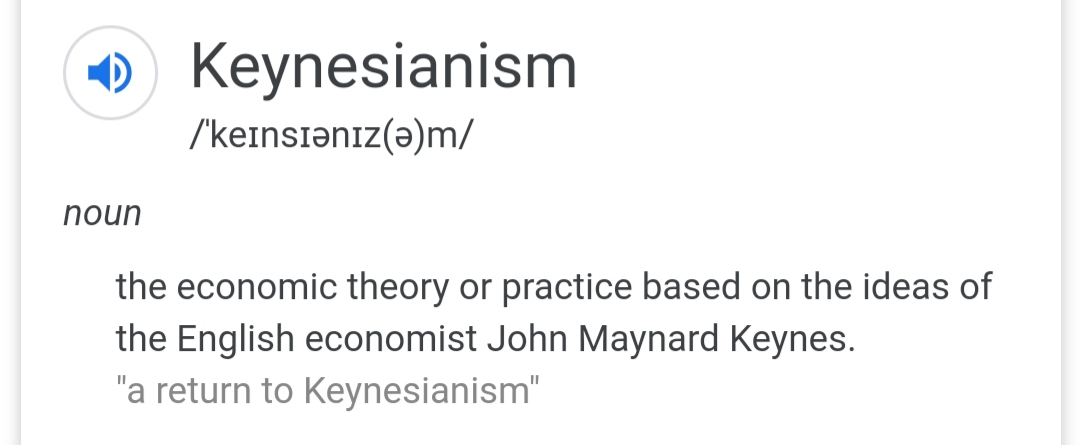 Keynesianism
/ˈkeɪnsɪənɪz(ə)m/
noun
the economic theory or practice based on the ideas of
the English economist John Maynard Keynes.
"a return to Keynesianism"